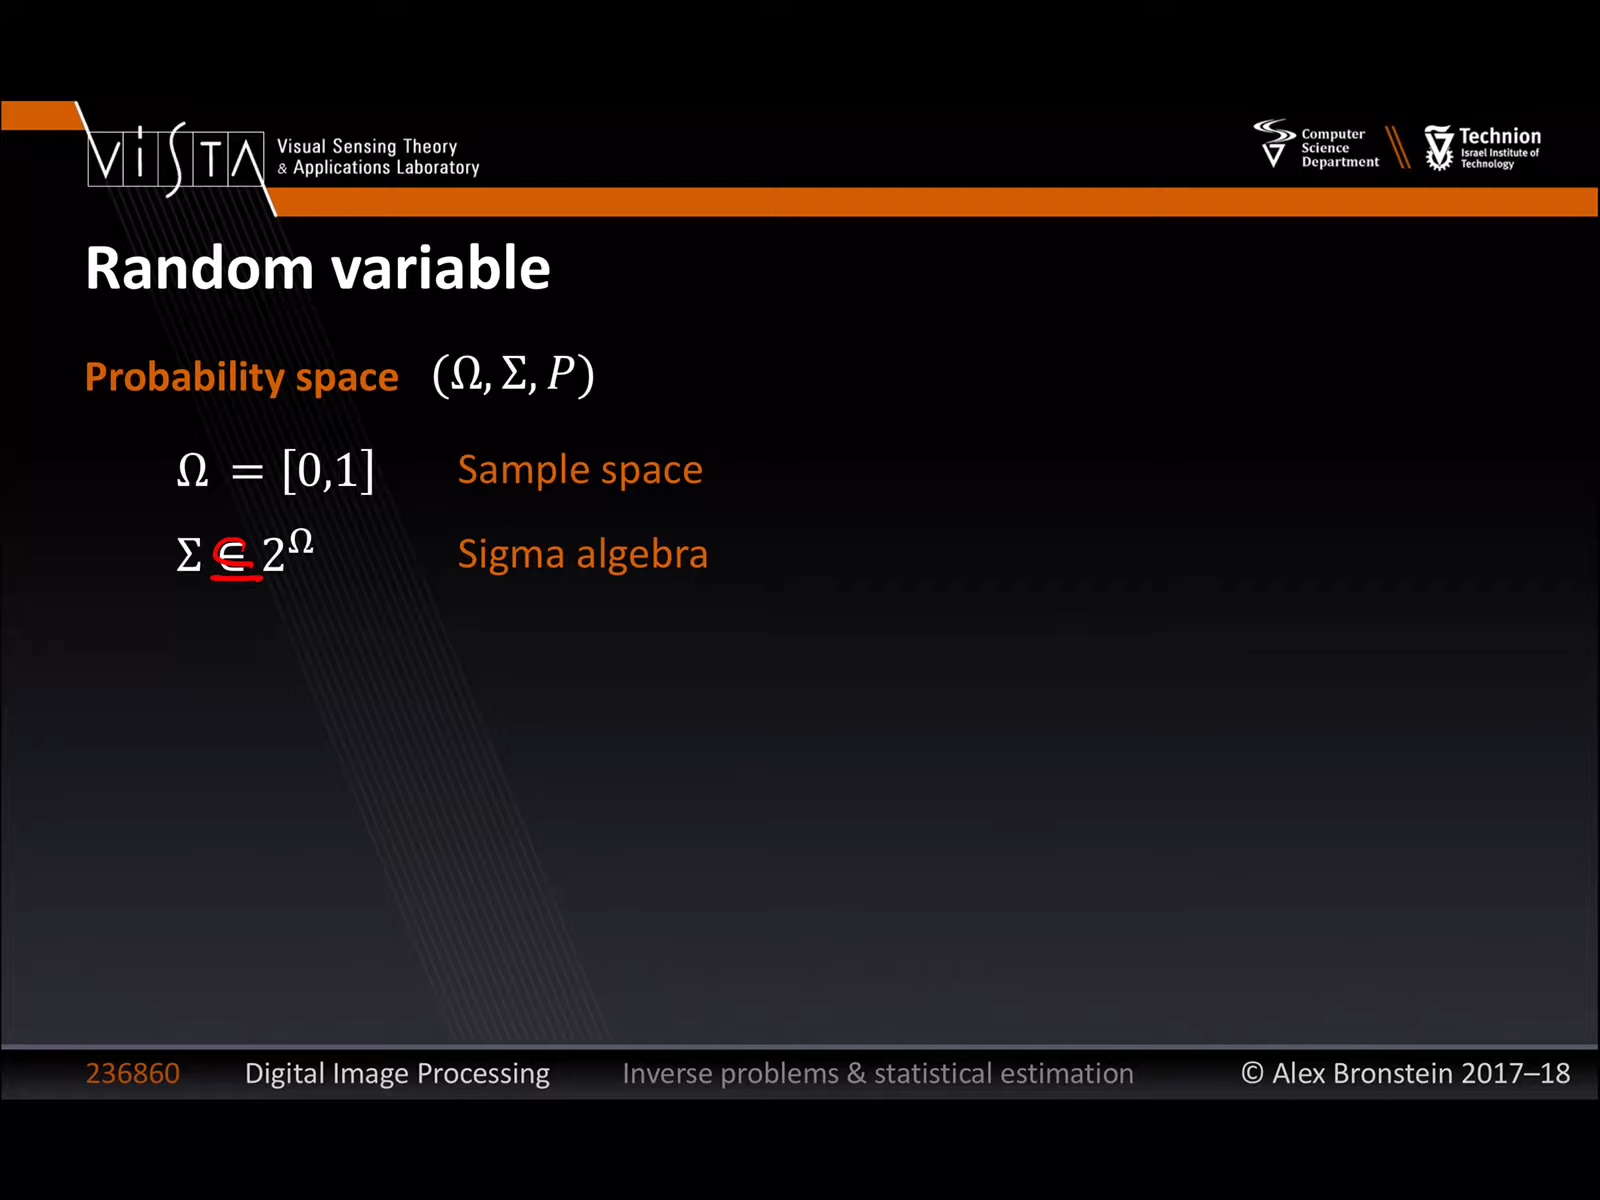 ViSTA Visual Sensing Theory
& Applications Laboratory
Computer
Science
Department
Technion
Israel Institute of
Technology
Random variable
Probability space (Ω, Σ, P)
Ω = [0,1] Sample space
Σ ⊆ 2^Ω Sigma algebra
236860 Digital Image Processing Inverse problems & statistical estimation © Alex Bronstein 2017–18